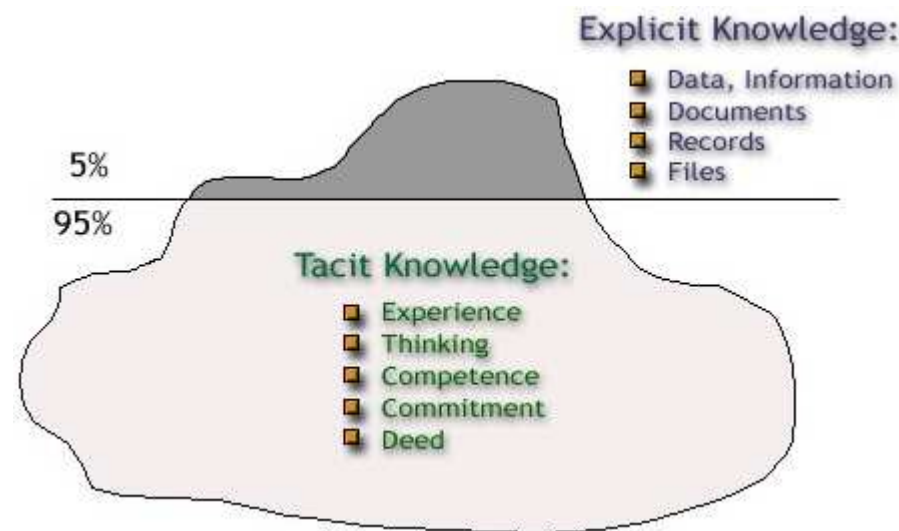 Explicit Knowledge:
Data, Information
Documents
Records
Files
5%
95%
Tacit Knowledge:
Experience
Thinking
Competence
Commitment
Deed